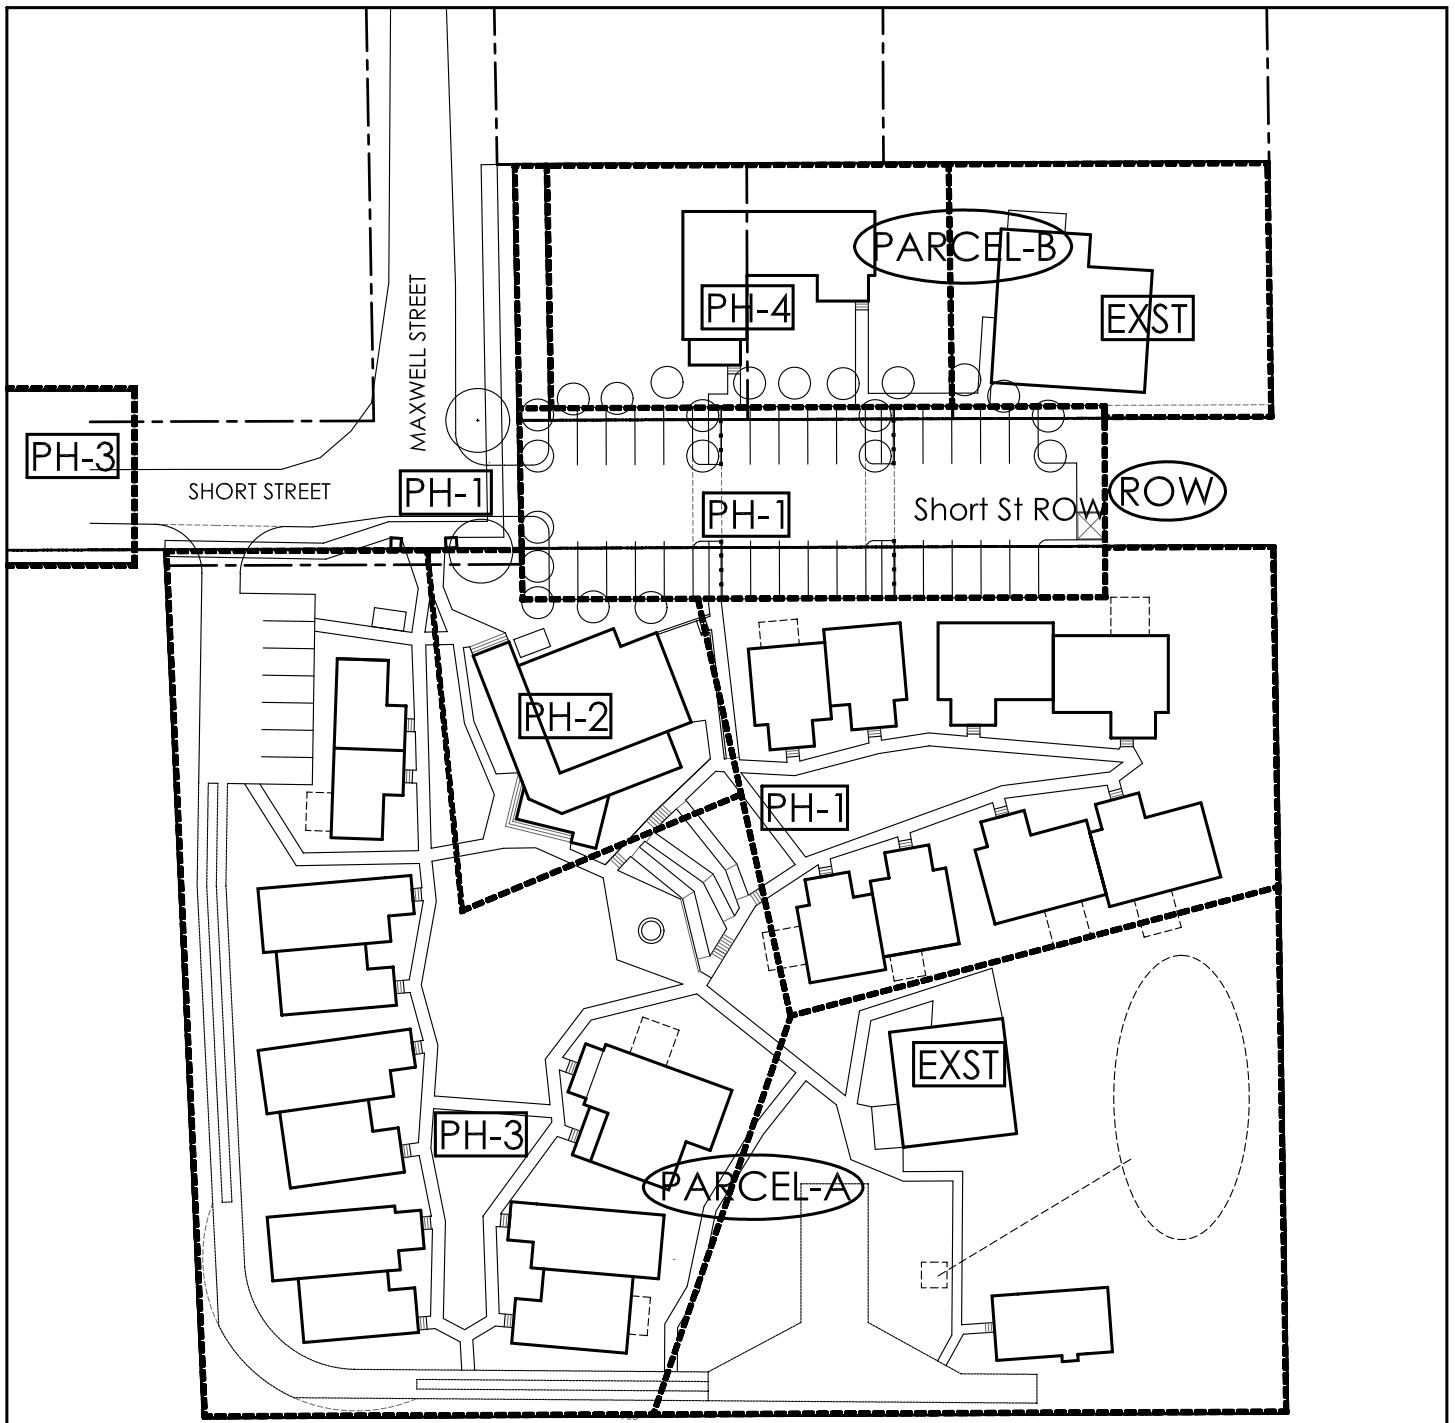 PARCEL-B
PH-4
EXST
MAXWELL STREET
PH-3
SHORT STREET
PH-1
PH-1
Short St ROW
ROW
PH-2
PH-1
EXST
PH-3
PARCEL-A